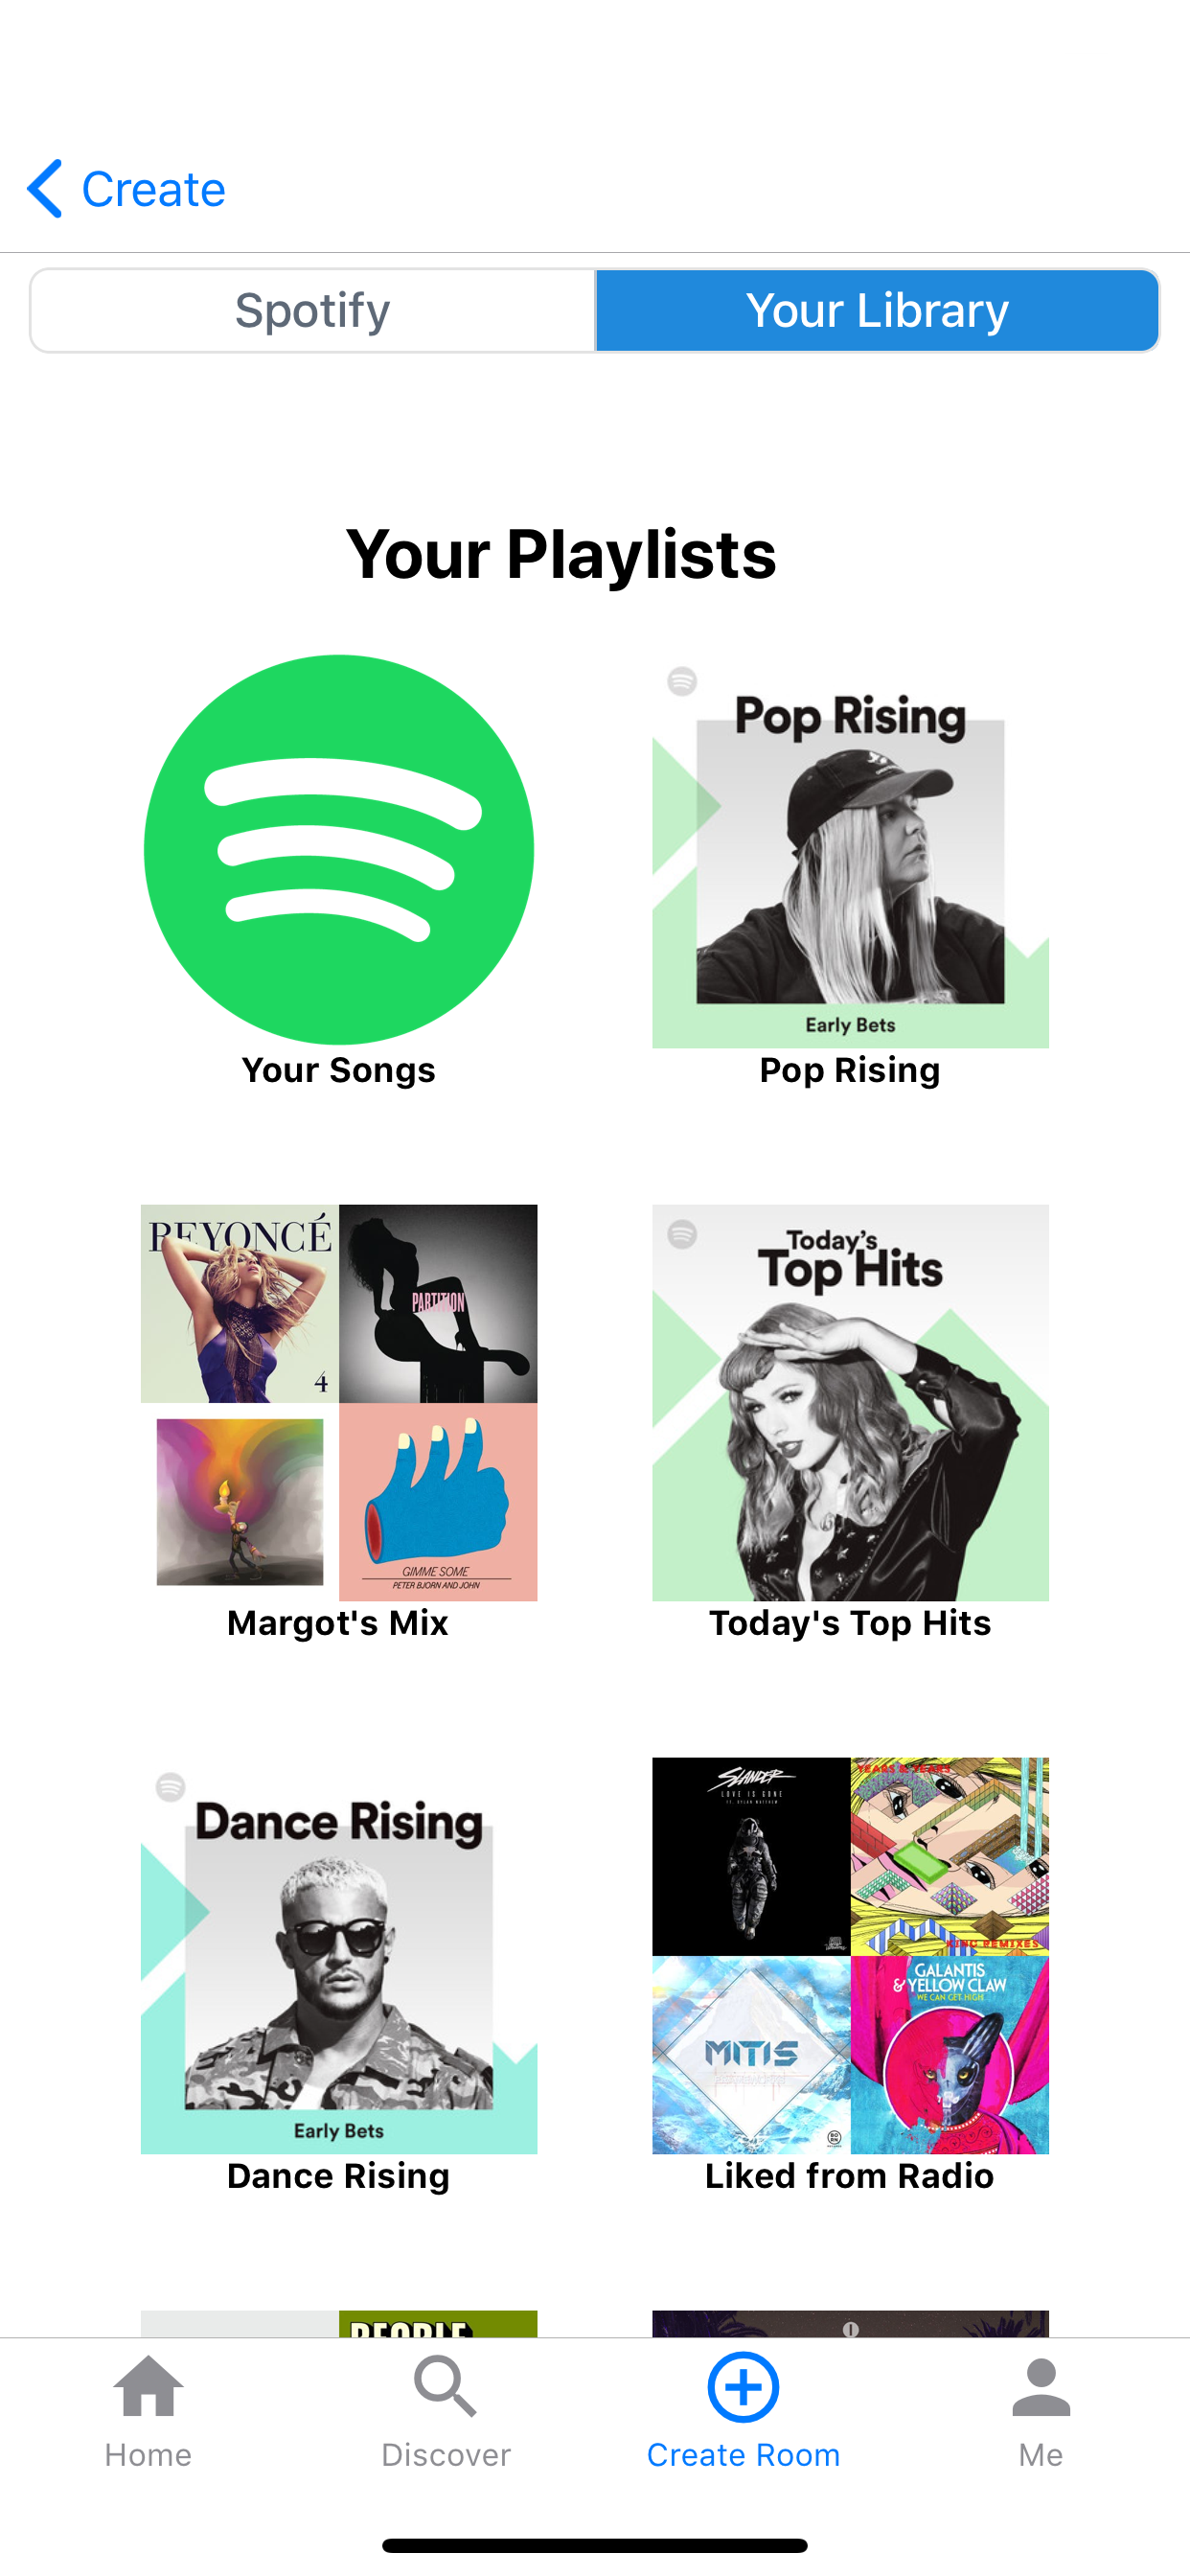 Create
Spotify
Your Library
Your Playlists
Pop Rising
Early Bets
Your Songs
Pop Rising
BEYONCÉ
4
PARTITION
GIMME SOME
PETER BJORN AND JOHN
Today's
Top Hits
Margot's Mix
Today's Top Hits
Dance Rising
Early Bets
SLANDER
LOVE IS GONE
YEARS & YEARS
KING REMIXES
MITIS
GALANTIS
& YELLOW CLAW
WE CAN GET HIGH
Dance Rising
Liked from Radio
PEOPLE
Home
Discover
Create Room
Me